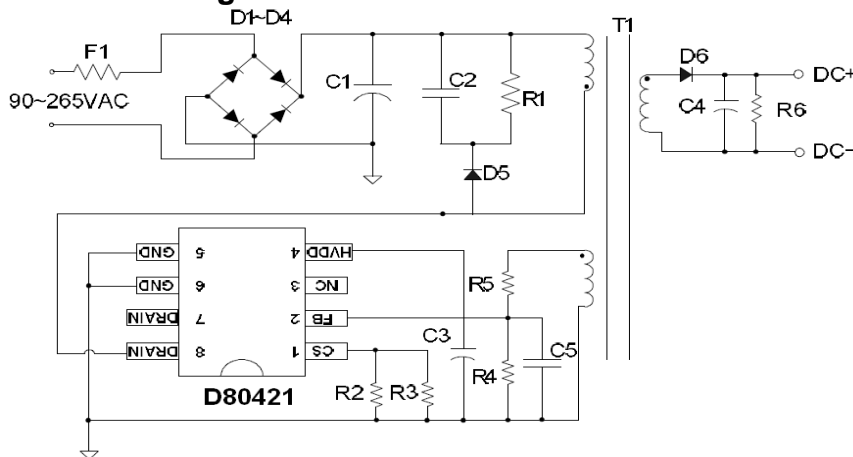 D1~D4
T1
F1
D6
DC+
C1
C2
R1
C4
R6
90~265VAC
DC-
D5
GND 5 4 HVDD
GND 6 3 NC
R5
DRAIN 7 2 FB
C3
C5
DRAIN 8 1 CS
R4
R2
R3
D80421